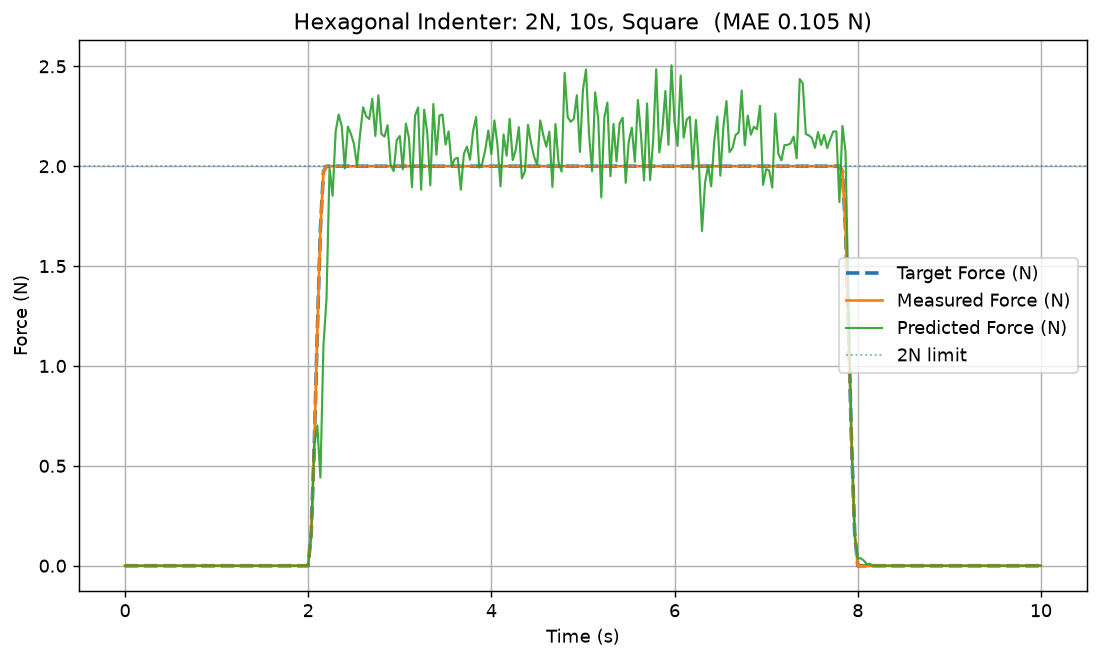 Hexagonal Indenter: 2N, 10s, Square  (MAE 0.105 N)
2.5
2.0
1.5
1.0
0.5
0.0
Force (N)
Target Force (N)
Measured Force (N)
Predicted Force (N)
2N limit
0
2
4
6
8
10
Time (s)